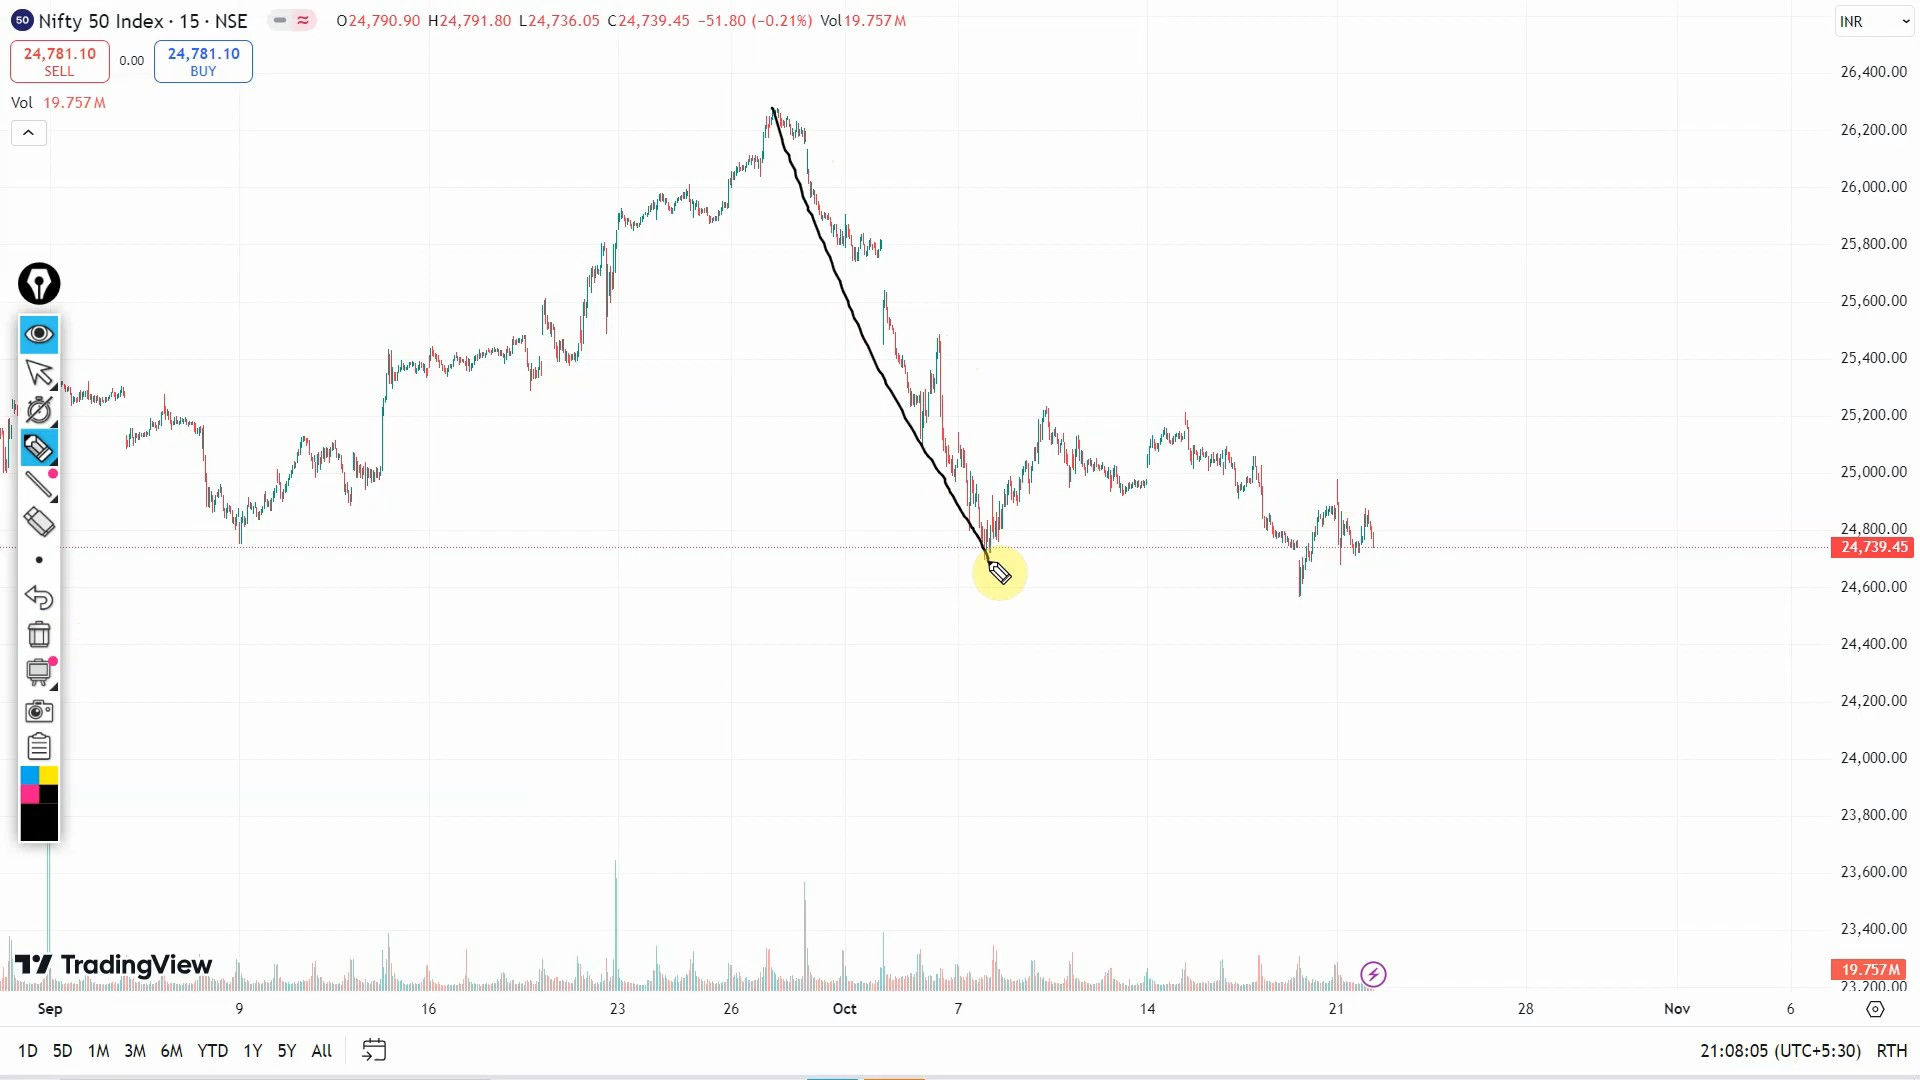 50 Nifty 50 Index · 15 · NSE O24,790.90 H24,791.80 L24,736.05 C24,739.45 −51.80 (−0.21%) Vol19.757M INR
24,781.10 SELL 0.00 24,781.10 BUY
Vol 19.757M
26,400.00
26,200.00
26,000.00
25,800.00
25,600.00
25,400.00
25,200.00
25,000.00
24,800.00
24,739.45
24,600.00
24,400.00
24,200.00
24,000.00
23,800.00
23,600.00
23,400.00
TradingView
19.757M
23,200.00
Sep 9 16 23 26 Oct 7 14 21 28 Nov 6
1D 5D 1M 3M 6M YTD 1Y 5Y All 21:08:05 (UTC+5:30) RTH